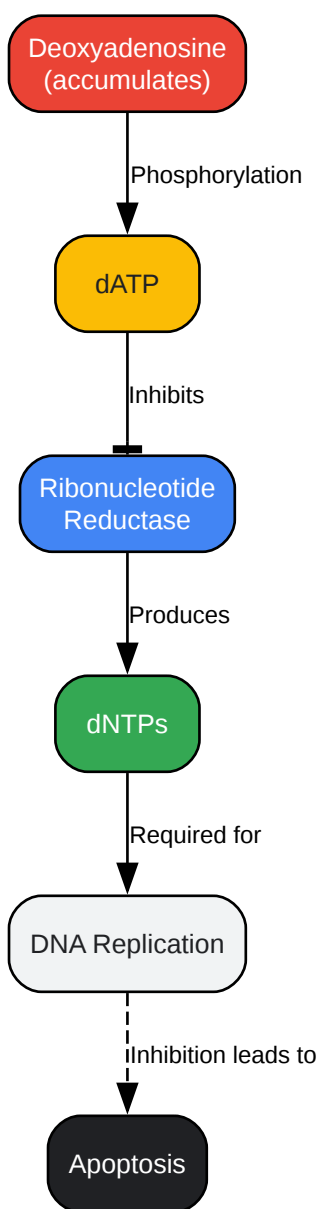 Deoxyadenosine
(accumulates)
Phosphorylation
dATP
Inhibits
Ribonucleotide
Reductase
Produces
dNTPs
Required for
DNA Replication
Inhibition leads to
Apoptosis